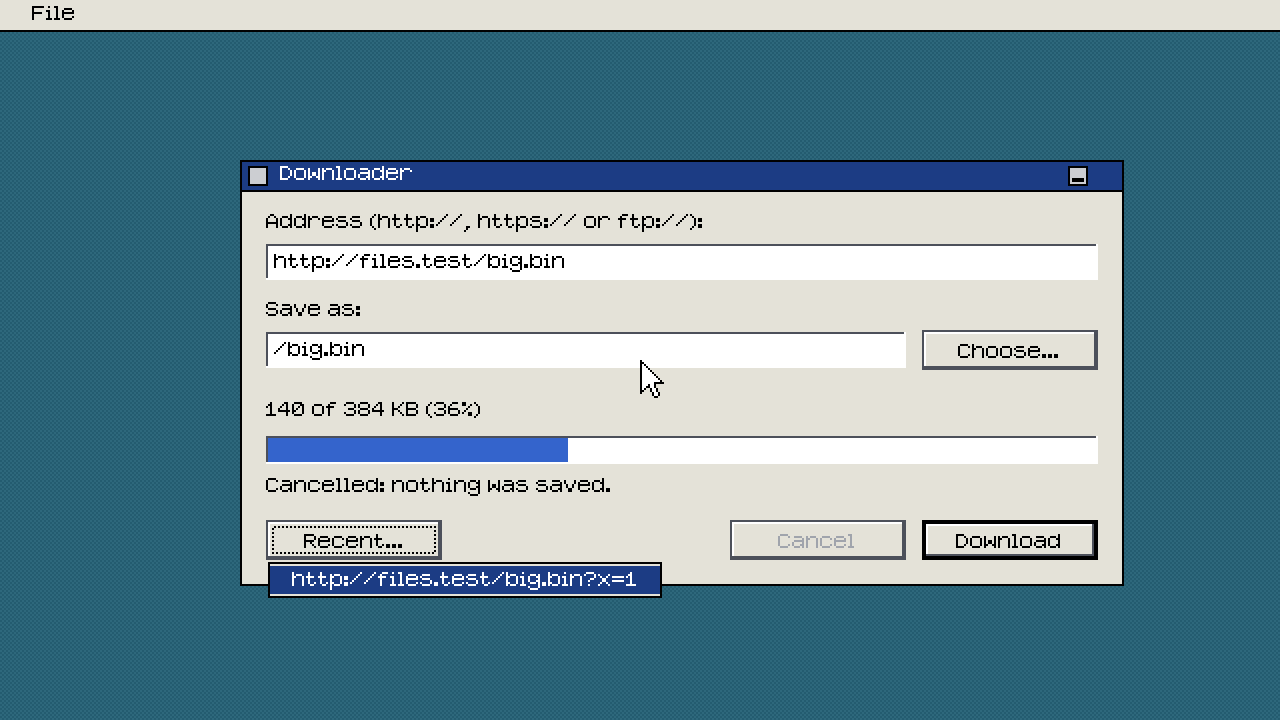 File
Downloader
Address (http://, https:// or ftp://):
http://files.test/big.bin
Save as:
/big.bin
Choose...
140 of 384 KB (36%)
Cancelled: nothing was saved.
Recent...
Cancel
Download
http://files.test/big.bin?x=1